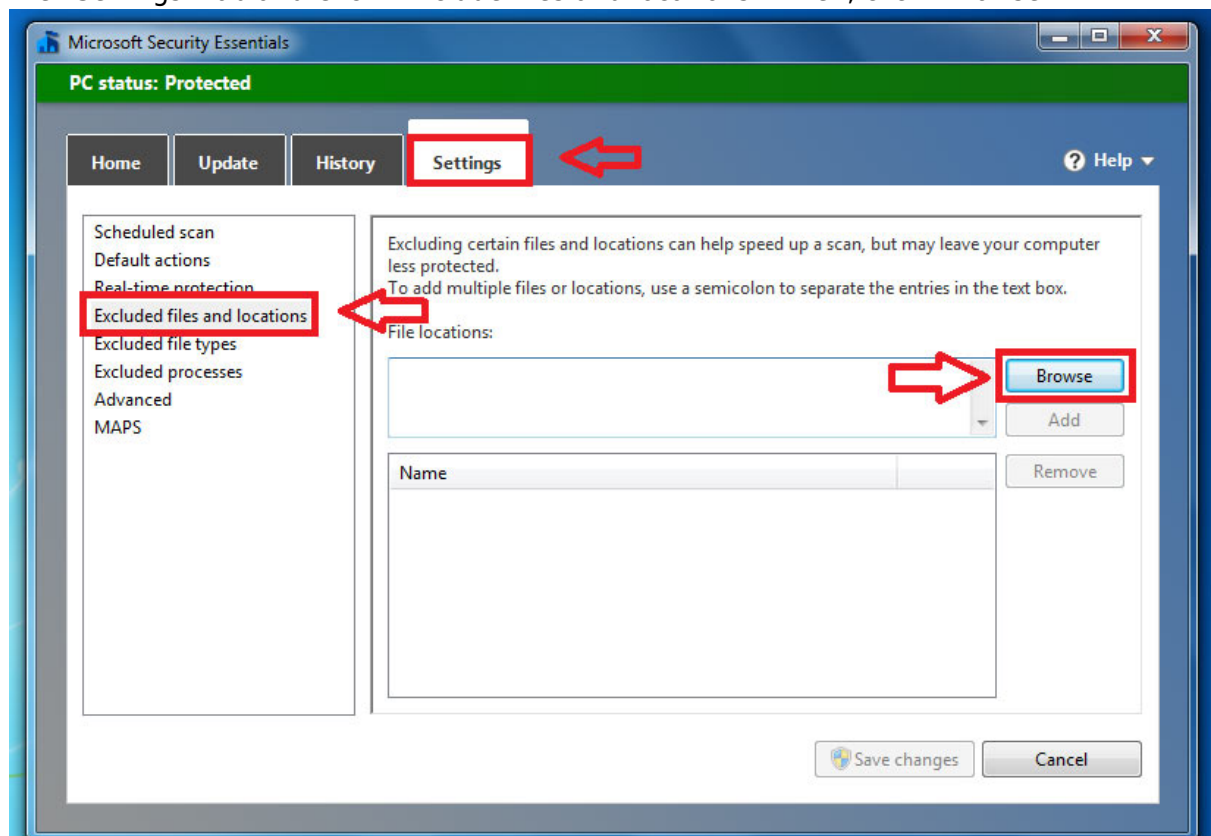 Microsoft Security Essentials
PC status: Protected
Home
Update
History
Settings
Help
Scheduled scan
Default actions
Real-time protection
Excluded files and locations
Excluded file types
Excluded processes
Advanced
MAPS
Excluding certain files and locations can help speed up a scan, but may leave your computer
less protected.
To add multiple files or locations, use a semicolon to separate the entries in the text box.
File locations:
Browse
Add
Name
Remove
Save changes
Cancel